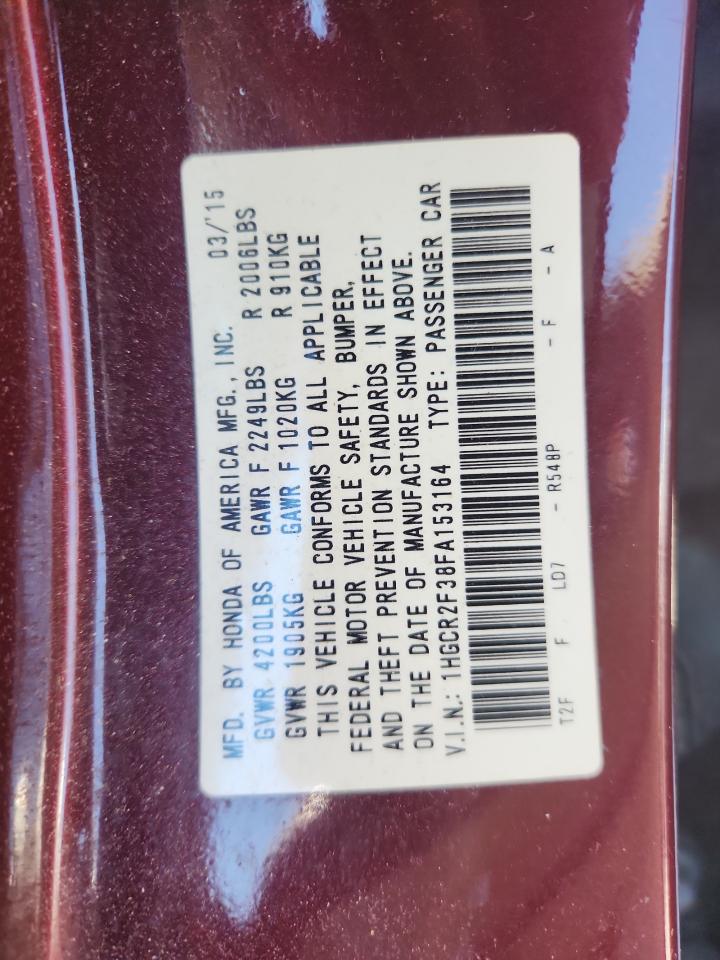 MFD. BY HONDA OF AMERICA MFG., INC. 03/'15
GVWR 4200LBS GAWR F 2249LBS R 2006LBS
GVWR 1905KG GAWR F 1020KG R 910KG
THIS VEHICLE CONFORMS TO ALL APPLICABLE
FEDERAL MOTOR VEHICLE SAFETY, BUMPER,
AND THEFT PREVENTION STANDARDS IN EFFECT
ON THE DATE OF MANUFACTURE SHOWN ABOVE.
V.I.N.: 1HGCR2F38FA153164 TYPE: PASSENGER CAR
T2F F LD7 - R548P - F - A